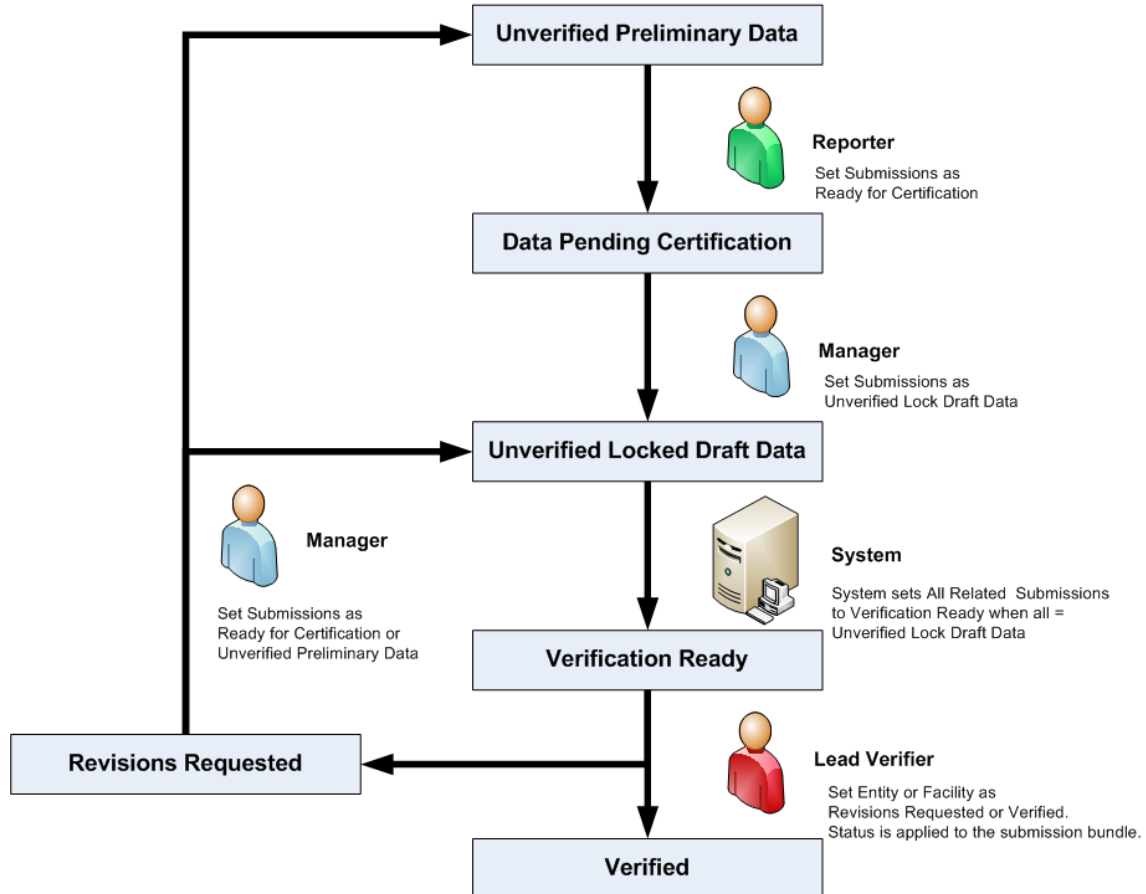 Unverified Preliminary Data
Reporter
Set Submissions as
Ready for Certification
Data Pending Certification
Manager
Set Submissions as
Unverified Lock Draft Data
Unverified Locked Draft Data
Manager
Set Submissions as
Ready for Certification or
Unverified Preliminary Data
System
System sets All Related Submissions
to Verification Ready when all =
Unverified Lock Draft Data
Verification Ready
Revisions Requested
Lead Verifier
Set Entity or Facility as
Revisions Requested or Verified.
Status is applied to the submission bundle.
Verified